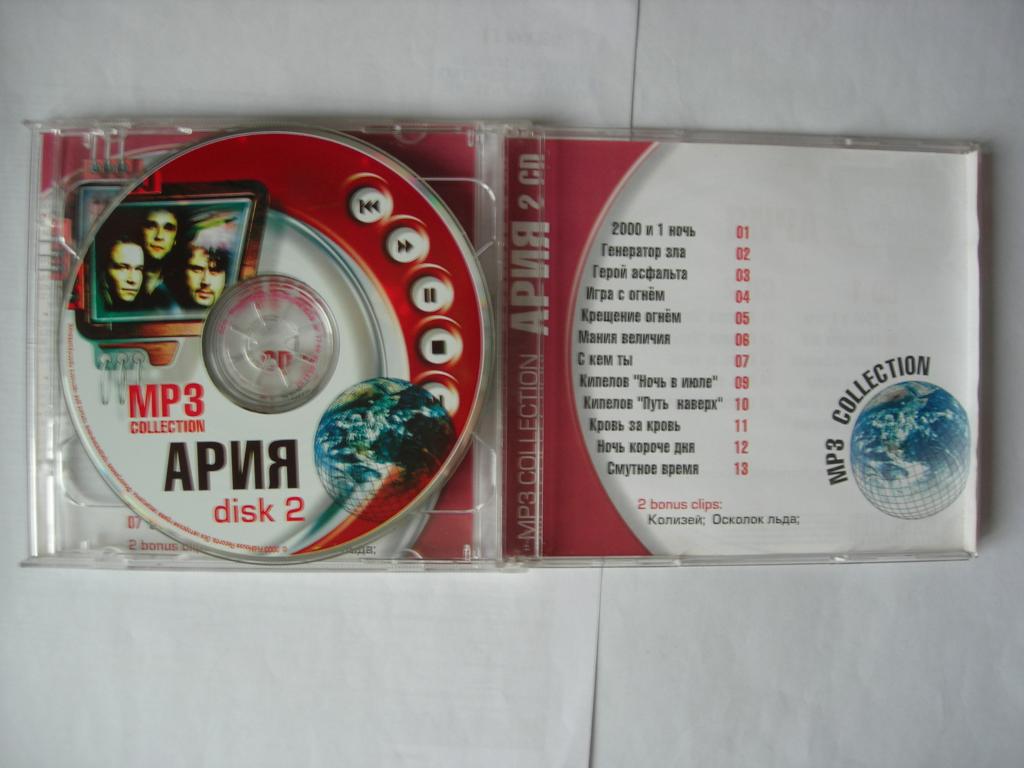 MP3
COLLECTION
АРИЯ
disk 2
07
2 bonus clips
льда;
"MP3 COLLECTION АРИЯ 2 CD
2000 и 1 ночь 01
Генератор зла 02
Герой асфальта 03
Игра с огнём 04
Крещение огнём 05
Мания величия 06
С кем ты 07
Кипелов "Ночь в июле" 09
Кипелов "Путь наверх" 10
Кровь за кровь 11
Ночь короче дня 12
Смутное время 13
2 bonus clips:
Колизей; Осколок льда;
MP3 COLLECTION